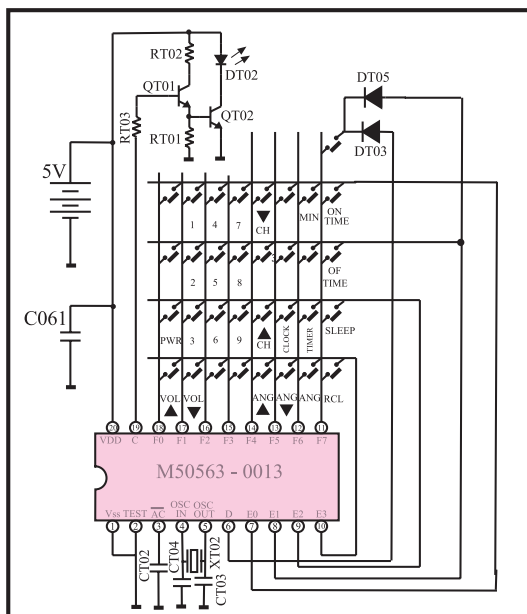 RT02
QT01
DT02
DT05
RT03
QT02
RT01
DT03
5V
1 4 7 CH MIN ON TIME
2 5 8 3 OF TIME
C061
PWR 3 6 9 CH CLOCK TIMER SLEEP
VOL VOL ANG ANG ANG RCL
20 19 18 17 16 15 14 13 12 11
VDD C F0 F1 F2 F3 F4 F5 F6 F7
M50563 - 0013
Vss TEST AC OSC IN OSC OUT D E0 E1 E2 E3
1 2 3 4 5 6 7 8 9 10
CT02
CT04
XT02
CT03